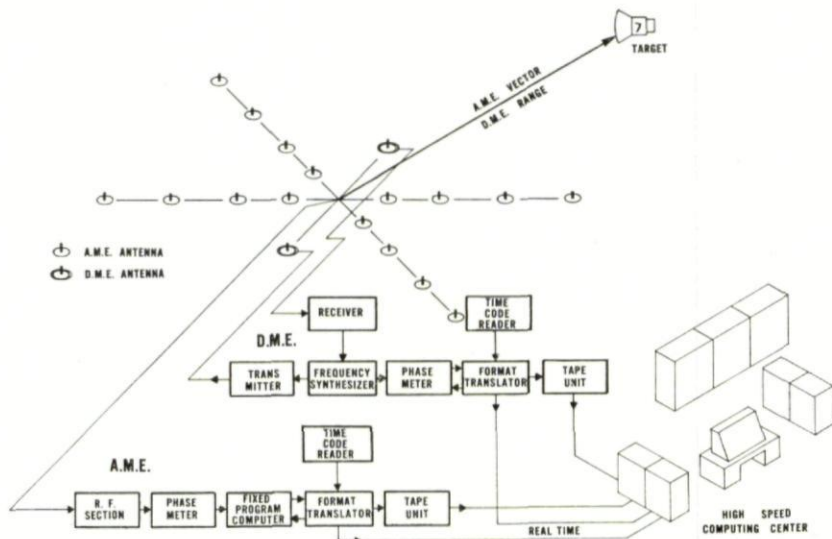 7
TARGET
A.M.E. VECTOR
D.M.E. RANGE
A.M.E. ANTENNA
D.M.E. ANTENNA
RECEIVER
TIME
CODE
READER
D.M.E.
TRANS
MITTER
FREQUENCY
SYNTHESIZER
PHASE
METER
FORMAT
TRANSLATOR
TAPE
UNIT
TIME
CODE
READER
A.M.E.
R. F.
SECTION
PHASE
METER
FIXED
PROGRAM
COMPUTER
FORMAT
TRANSLATOR
TAPE
UNIT
REAL TIME
HIGH SPEED
COMPUTING CENTER